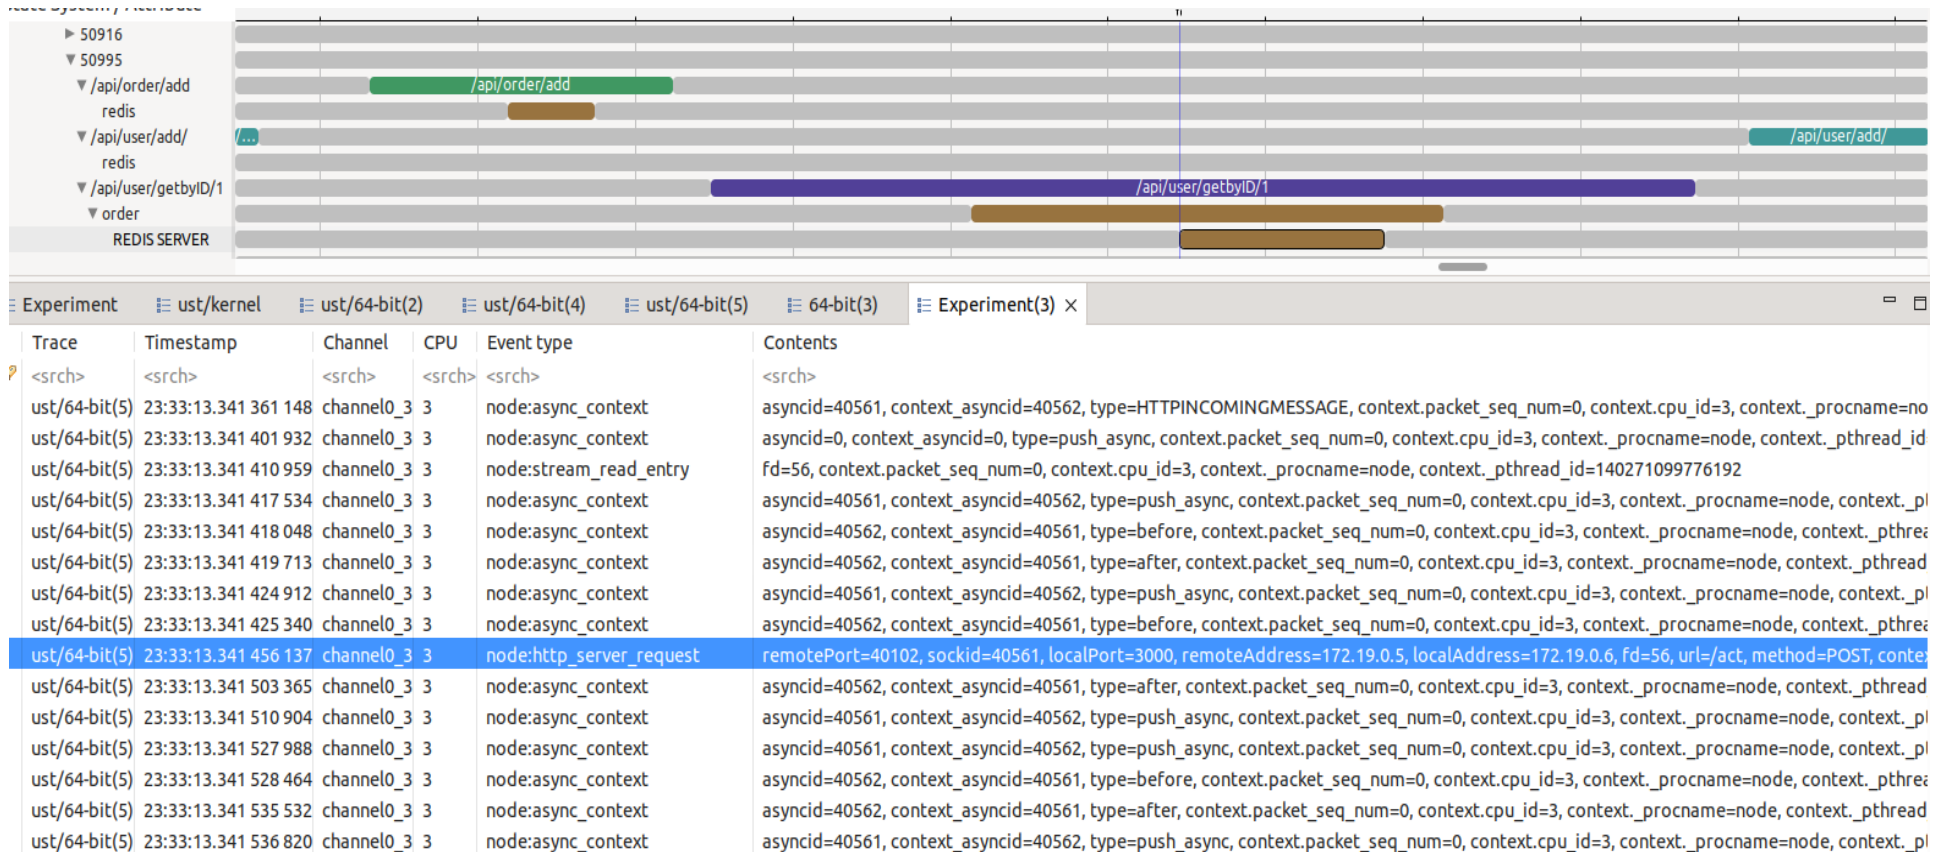 State System / Attribute
50916
50995
/api/order/add /api/order/add
redis
/api/user/add/ /... /api/user/add/
redis
/api/user/getbyID/1 /api/user/getbyID/1
order
REDIS SERVER
Experiment ust/kernel ust/64-bit(2) ust/64-bit(4) ust/64-bit(5) 64-bit(3) Experiment(3)
Trace Timestamp Channel CPU Event type Contents
<srch> <srch> <srch> <srch> <srch> <srch>
ust/64-bit(5) 23:33:13.341 361 148 channel0_3 3 node:async_context asyncid=40561, context_asyncid=40562, type=HTTPINCOMINGMESSAGE, context.packet_seq_num=0, context.cpu_id=3, context._procname=no
ust/64-bit(5) 23:33:13.341 401 932 channel0_3 3 node:async_context asyncid=0, context_asyncid=0, type=push_async, context.packet_seq_num=0, context.cpu_id=3, context._procname=node, context._pthread_id
ust/64-bit(5) 23:33:13.341 410 959 channel0_3 3 node:stream_read_entry fd=56, context.packet_seq_num=0, context.cpu_id=3, context._procname=node, context._pthread_id=140271099776192
ust/64-bit(5) 23:33:13.341 417 534 channel0_3 3 node:async_context asyncid=40561, context_asyncid=40562, type=push_async, context.packet_seq_num=0, context.cpu_id=3, context._procname=node, context._pt
ust/64-bit(5) 23:33:13.341 418 048 channel0_3 3 node:async_context asyncid=40562, context_asyncid=40561, type=before, context.packet_seq_num=0, context.cpu_id=3, context._procname=node, context._pthrea
ust/64-bit(5) 23:33:13.341 419 713 channel0_3 3 node:async_context asyncid=40562, context_asyncid=40561, type=after, context.packet_seq_num=0, context.cpu_id=3, context._procname=node, context._pthread
ust/64-bit(5) 23:33:13.341 424 912 channel0_3 3 node:async_context asyncid=40561, context_asyncid=40562, type=push_async, context.packet_seq_num=0, context.cpu_id=3, context._procname=node, context._pt
ust/64-bit(5) 23:33:13.341 425 340 channel0_3 3 node:async_context asyncid=40562, context_asyncid=40561, type=before, context.packet_seq_num=0, context.cpu_id=3, context._procname=node, context._pthrea
ust/64-bit(5) 23:33:13.341 456 137 channel0_3 3 node:http_server_request remotePort=40102, sockid=40561, localPort=3000, remoteAddress=172.19.0.5, localAddress=172.19.0.6, fd=56, url=/act, method=POST, contex
ust/64-bit(5) 23:33:13.341 503 365 channel0_3 3 node:async_context asyncid=40562, context_asyncid=40561, type=after, context.packet_seq_num=0, context.cpu_id=3, context._procname=node, context._pthread
ust/64-bit(5) 23:33:13.341 510 904 channel0_3 3 node:async_context asyncid=40561, context_asyncid=40562, type=push_async, context.packet_seq_num=0, context.cpu_id=3, context._procname=node, context._pt
ust/64-bit(5) 23:33:13.341 527 988 channel0_3 3 node:async_context asyncid=40561, context_asyncid=40562, type=push_async, context.packet_seq_num=0, context.cpu_id=3, context._procname=node, context._pt
ust/64-bit(5) 23:33:13.341 528 464 channel0_3 3 node:async_context asyncid=40562, context_asyncid=40561, type=before, context.packet_seq_num=0, context.cpu_id=3, context._procname=node, context._pthrea
ust/64-bit(5) 23:33:13.341 535 532 channel0_3 3 node:async_context asyncid=40562, context_asyncid=40561, type=after, context.packet_seq_num=0, context.cpu_id=3, context._procname=node, context._pthread
ust/64-bit(5) 23:33:13.341 536 820 channel0_3 3 node:async_context asyncid=40561, context_asyncid=40562, type=push_async, context.packet_seq_num=0, context.cpu_id=3, context._procname=node, context._pt